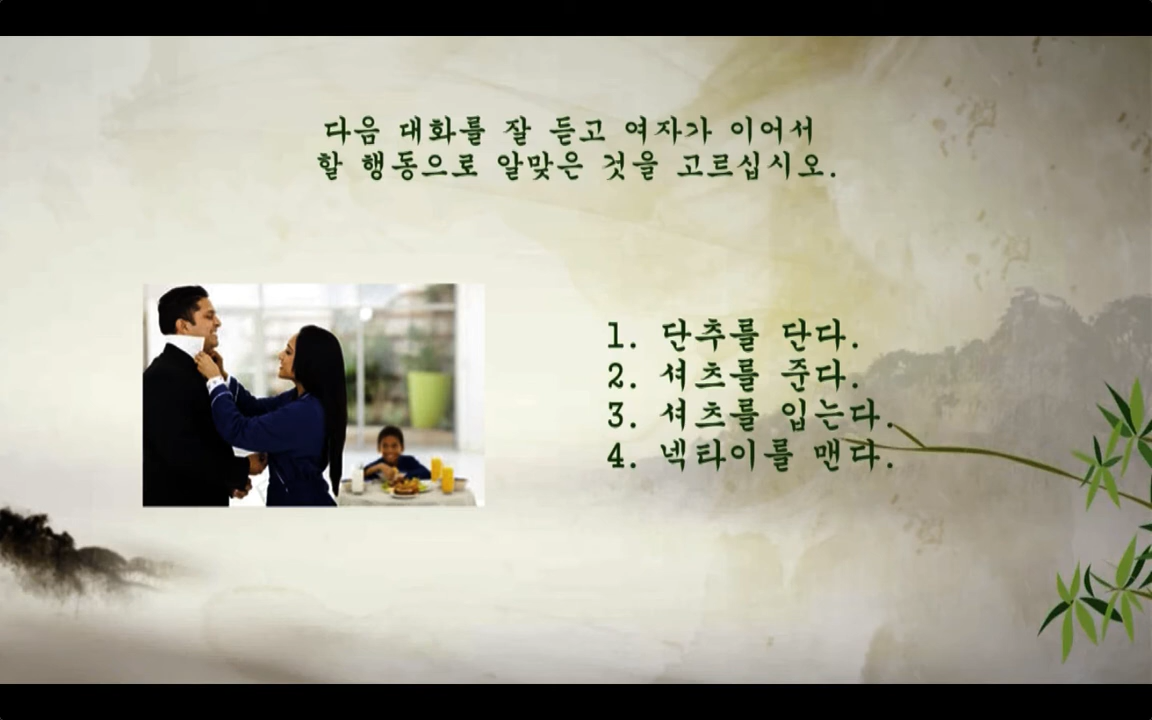 다음 대화를 잘 듣고 여자가 이어서
할 행동으로 알맞은 것을 고르십시오.
1. 단추를 단다.
2. 셔츠를 준다.
3. 셔츠를 입는다.
4. 넥타이를 맨다.